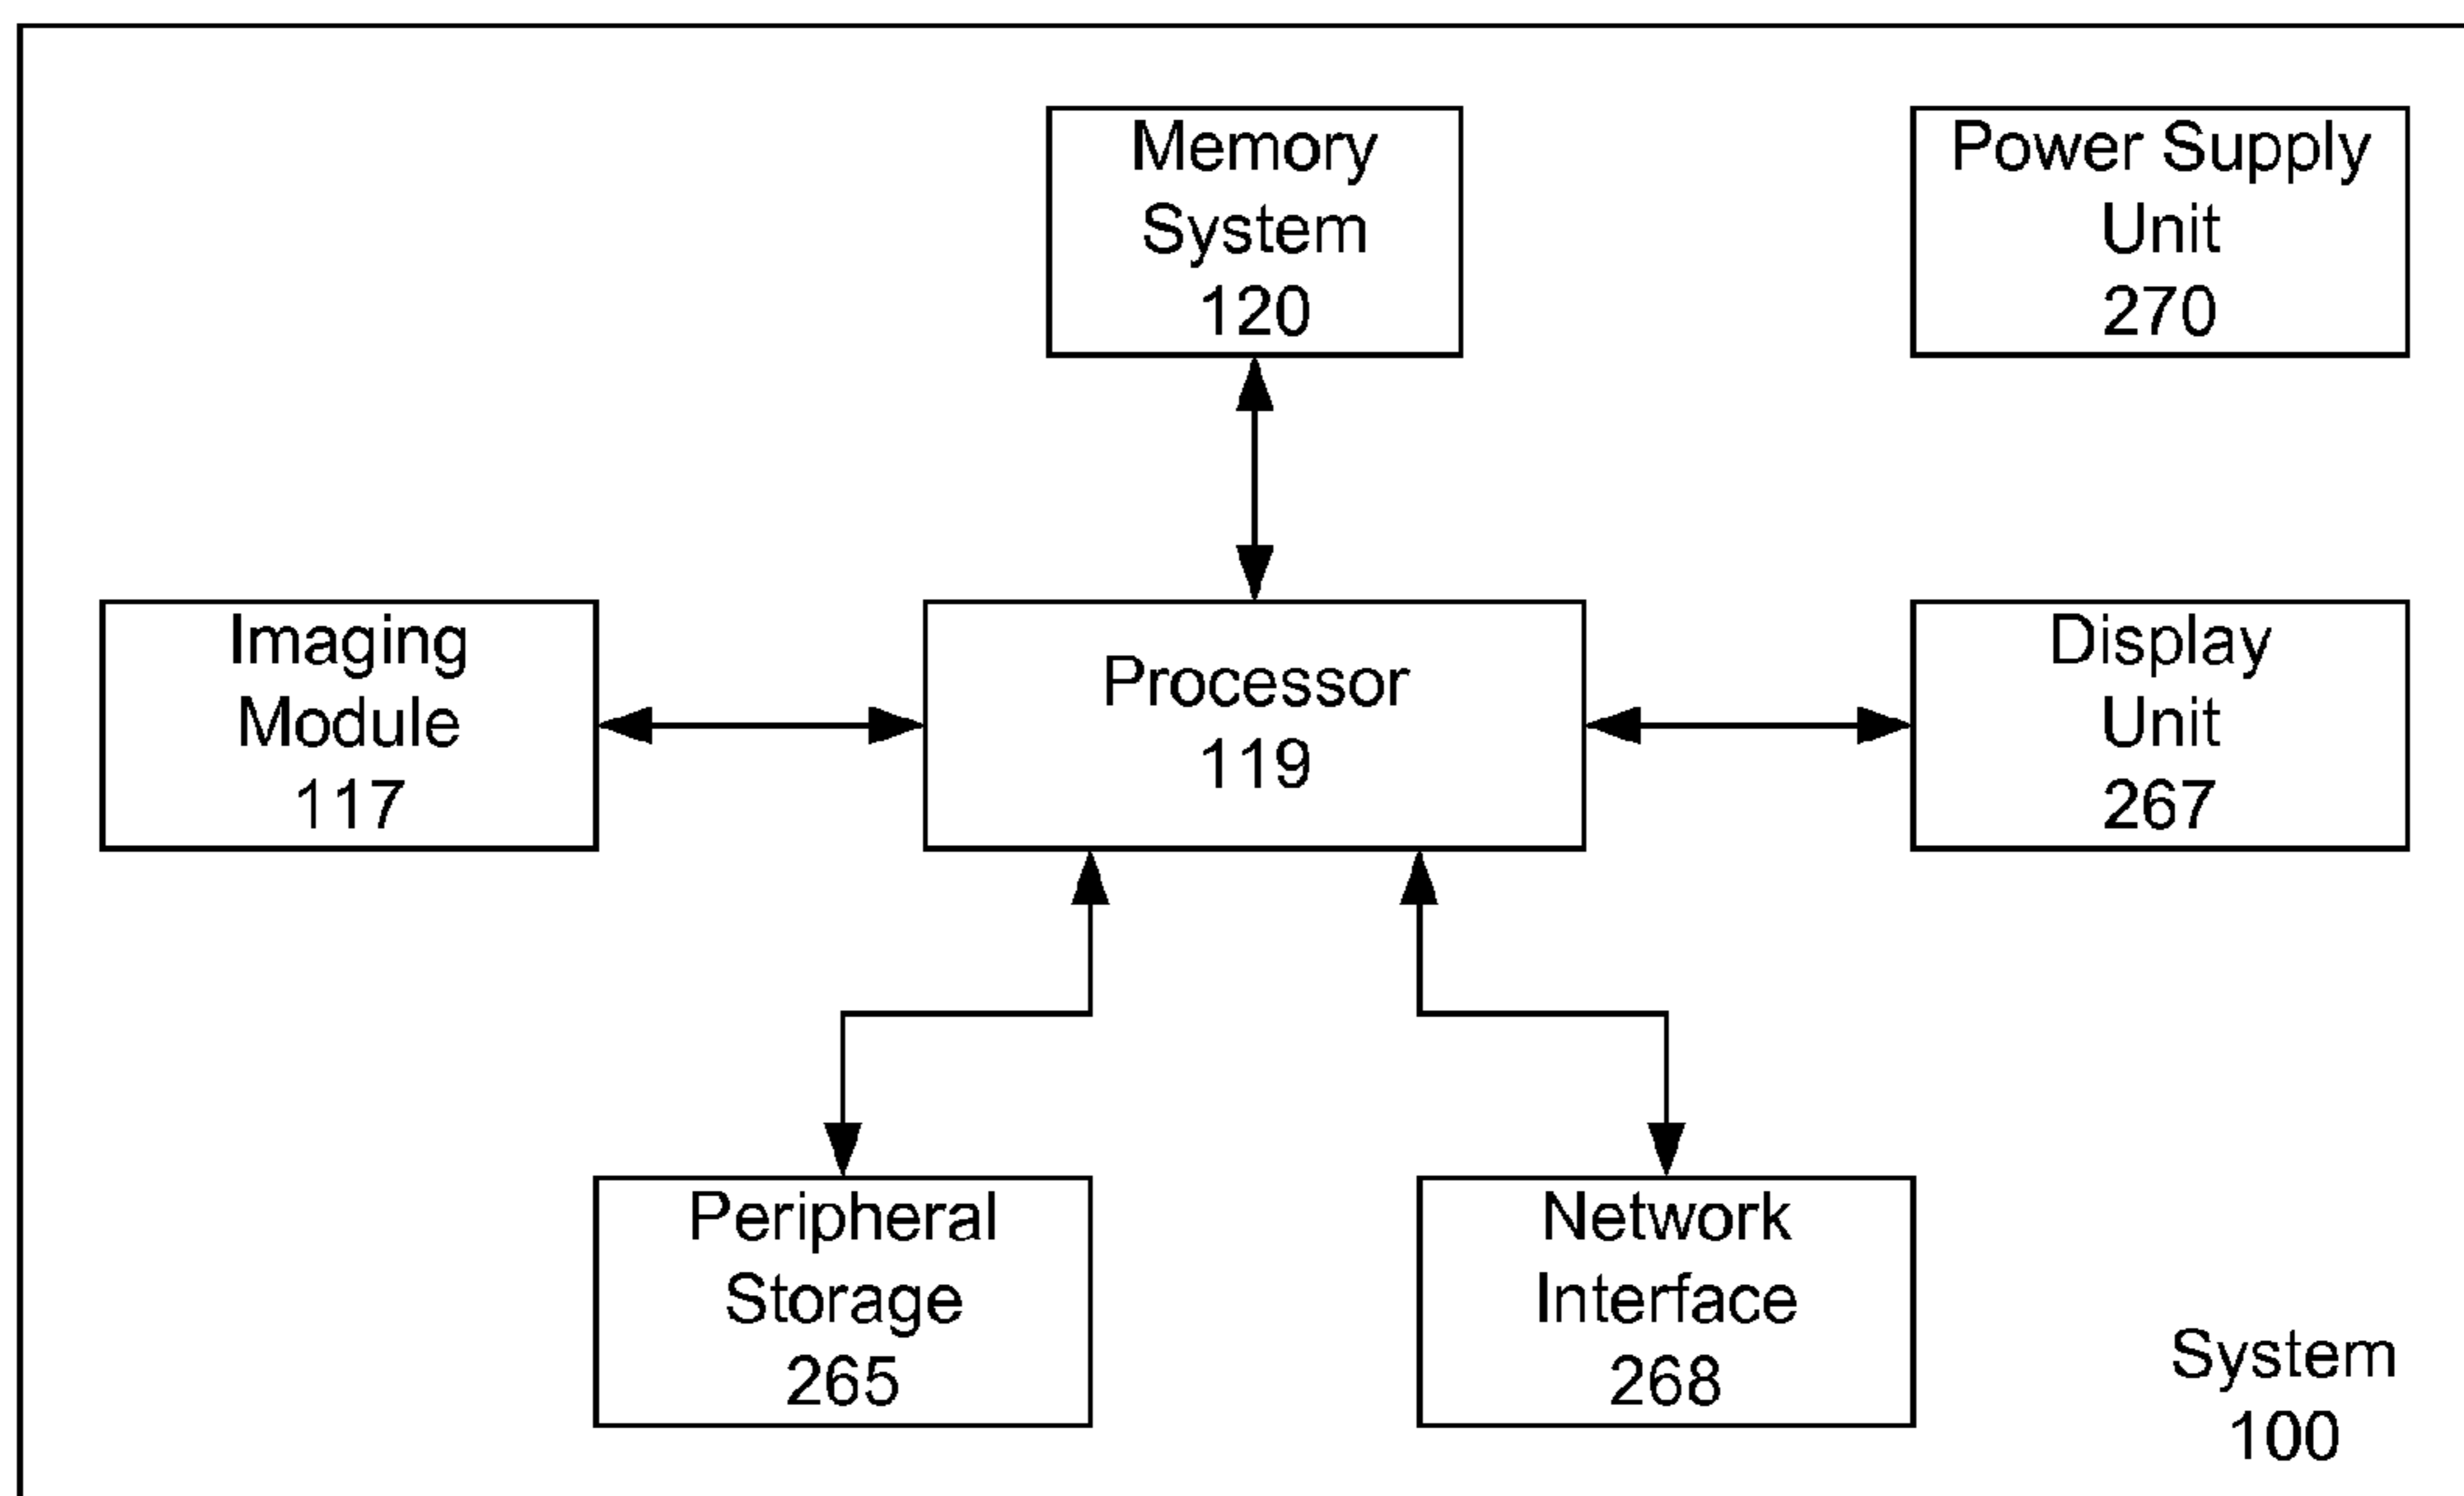 Memory
System
120
Power Supply
Unit
270
Imaging
Module
117
Processor
119
Display
Unit
267
Peripheral
Storage
265
Network
Interface
268
System
100